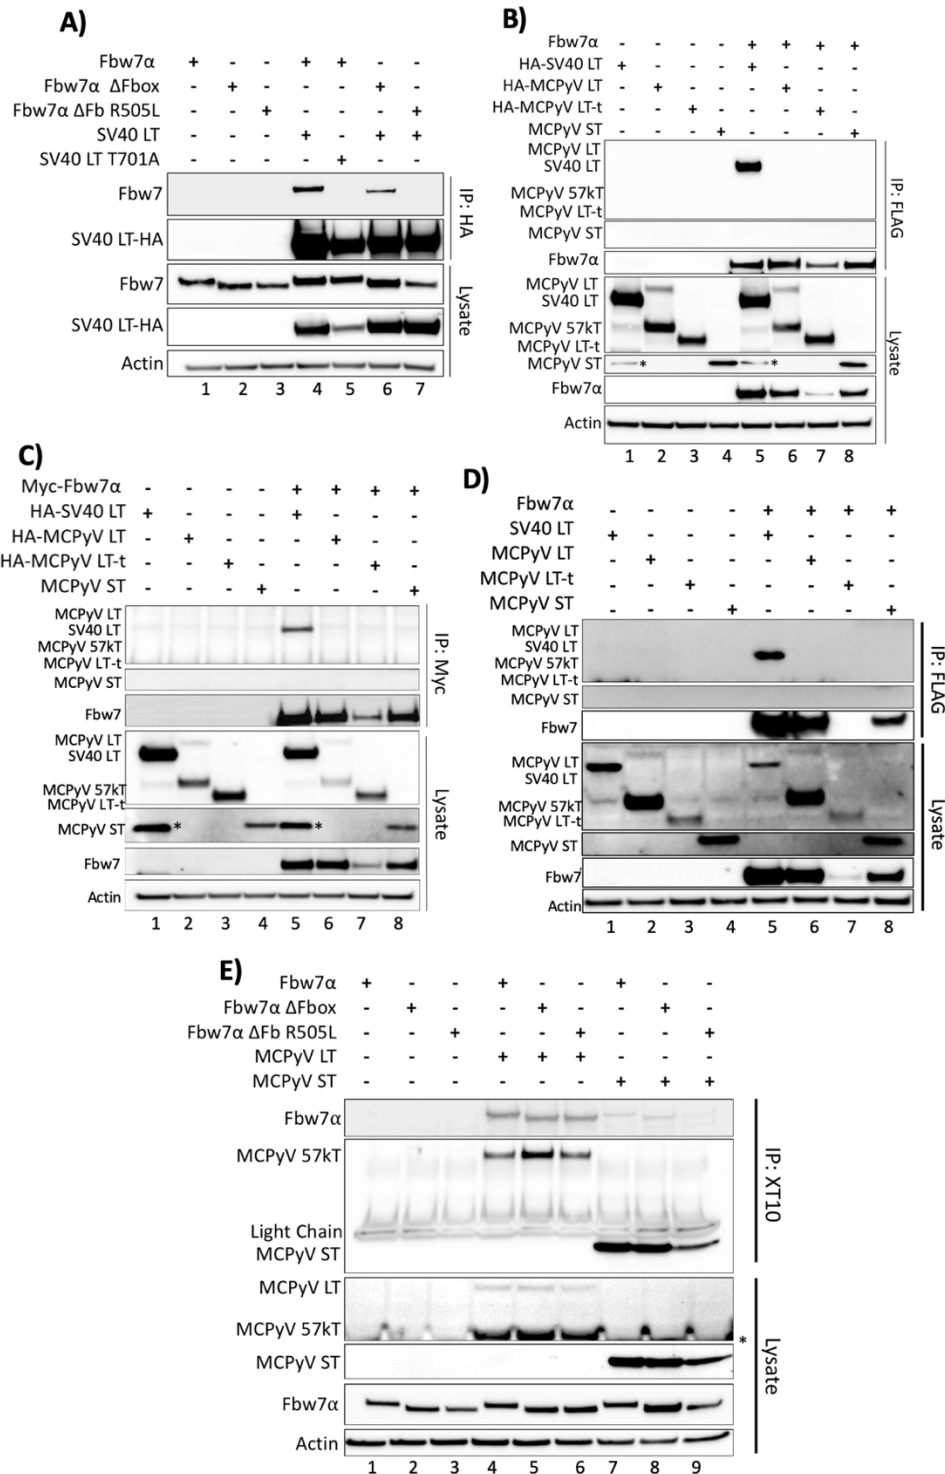 A)
Fbw7α + - - + + - -
Fbw7α ΔFbox - + - - - + -
Fbw7α ΔFb R505L - - + - - - +
SV40 LT - - - + - + +
SV40 LT T701A - - - - + - -
Fbw7
SV40 LT-HA
IP: HA
Fbw7
SV40 LT-HA
Actin
Lysate
1 2 3 4 5 6 7
B)
Fbw7α - - - - + + + +
HA-SV40 LT + - - - + - - -
HA-MCPyV LT - + - - - + - -
HA-MCPyV LT-t - - + - - - + -
MCPyV ST - - - + - - - +
MCPyV LT
SV40 LT
MCPyV 57kT
MCPyV LT-t
MCPyV ST
Fbw7α
IP: FLAG
MCPyV LT
SV40 LT
MCPyV 57kT
MCPyV LT-t
MCPyV ST * *
Fbw7α
Actin
Lysate
1 2 3 4 5 6 7 8
C)
Myc-Fbw7α - - - - + + + +
HA-SV40 LT + - - - + - - -
HA-MCPyV LT - + - - - + - -
HA-MCPyV LT-t - - + - - - + -
MCPyV ST - - - + - - - +
MCPyV LT
SV40 LT
MCPyV 57kT
MCPyV LT-t
MCPyV ST
Fbw7
IP: Myc
MCPyV LT
SV40 LT
MCPyV 57kT
MCPyV LT-t
MCPyV ST * *
Fbw7
Actin
Lysate
1 2 3 4 5 6 7 8
D)
Fbw7α - - - - + + + +
SV40 LT + - - - + - - -
MCPyV LT - + - - - + - -
MCPyV LT-t - - + - - - + -
MCPyV ST - - - + - - - +
MCPyV LT
SV40 LT
MCPyV 57kT
MCPyV LT-t
MCPyV ST
Fbw7
IP: FLAG
MCPyV LT
SV40 LT
MCPyV 57kT
MCPyV LT-t
MCPyV ST
Fbw7
Actin
Lysate
1 2 3 4 5 6 7 8
E)
Fbw7α + - - + - - + - -
Fbw7α ΔFbox - + - - + - - + -
Fbw7α ΔFb R505L - - + - - + - - +
MCPyV LT - - - + + + - - -
MCPyV ST - - - - - - + + +
Fbw7α
MCPyV 57kT
Light Chain
MCPyV ST
IP: XT10
MCPyV LT
MCPyV 57kT *
MCPyV ST
Fbw7α
Actin
Lysate
1 2 3 4 5 6 7 8 9